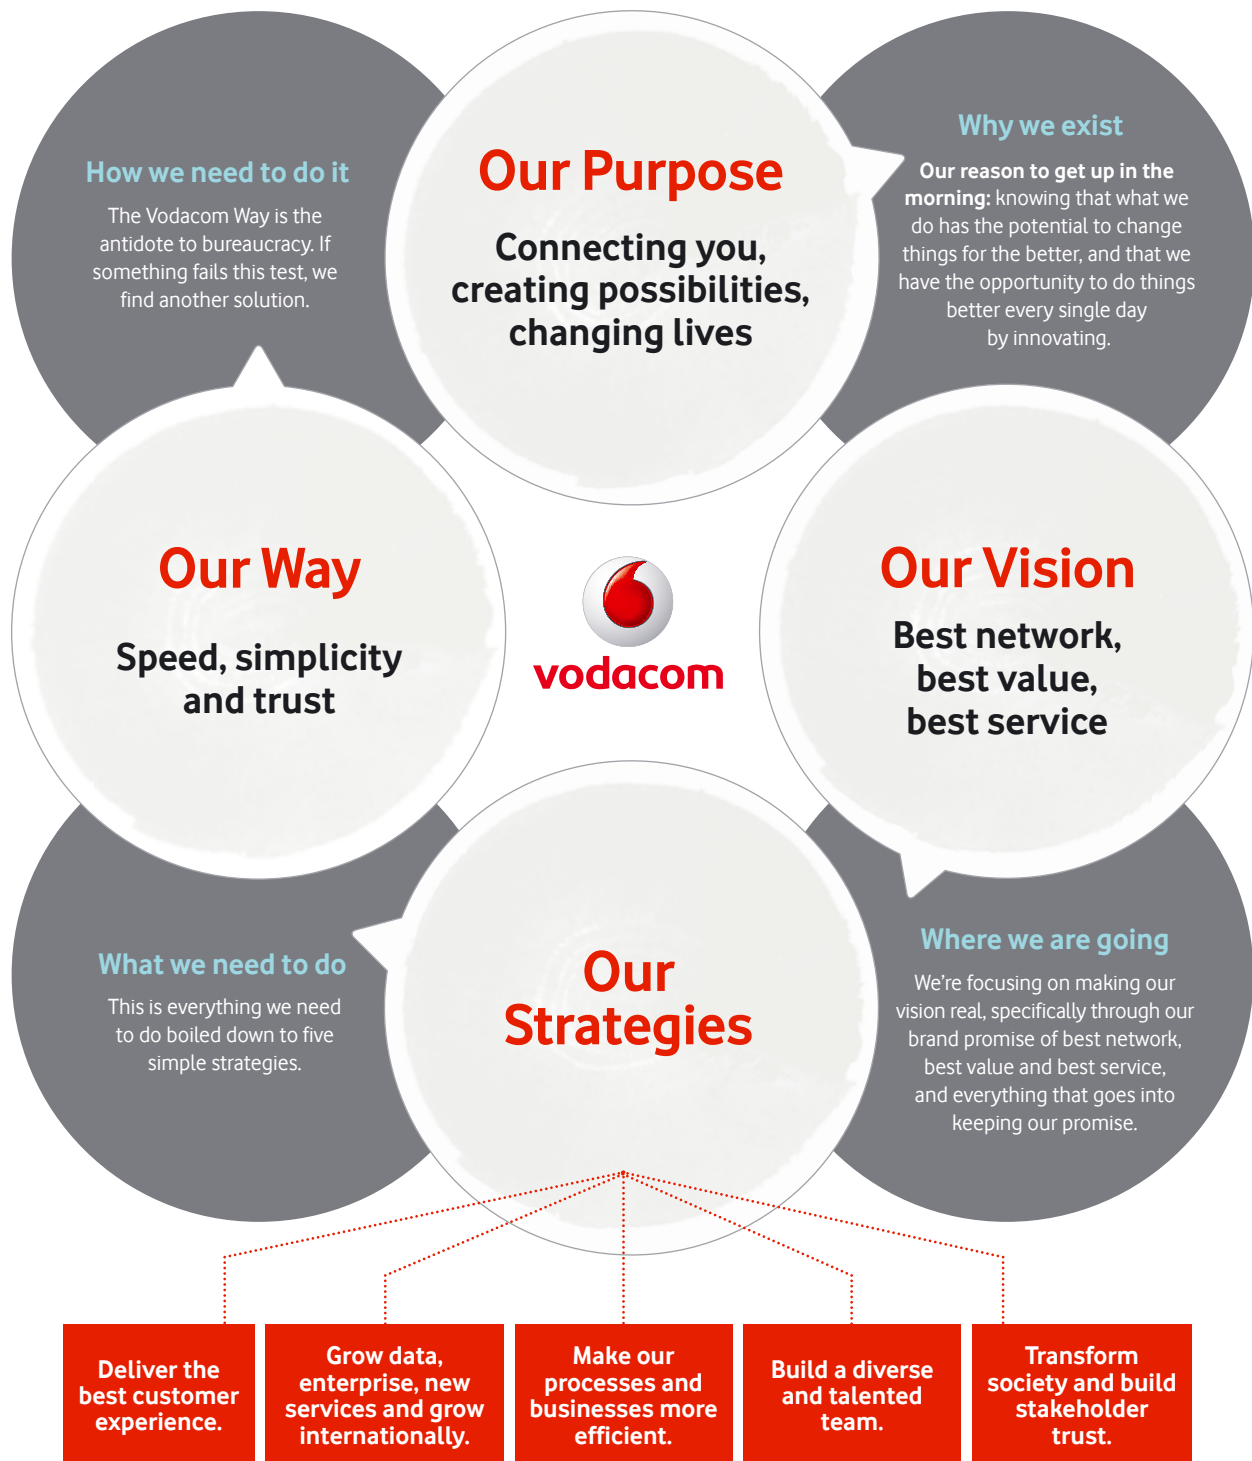 Our Purpose
Connecting you,
creating possibilities,
changing lives
Why we exist
Our reason to get up in the
morning: knowing that what we
do has the potential to change
things for the better, and that we
have the opportunity to do things
better every single day
by innovating.
How we need to do it
The Vodacom Way is the
antidote to bureaucracy. If
something fails this test, we
find another solution.
Our Way
Speed, simplicity
and trust
vodacom
Our Vision
Best network,
best value,
best service
What we need to do
This is everything we need
to do boiled down to five
simple strategies.
Our
Strategies
Where we are going
We’re focusing on making our
vision real, specifically through our
brand promise of best network,
best value and best service,
and everything that goes into
keeping our promise.
Deliver the
best customer
experience.
Grow data,
enterprise, new
services and grow
internationally.
Make our
processes and
businesses more
efficient.
Build a diverse
and talented
team.
Transform
society and build
stakeholder
trust.